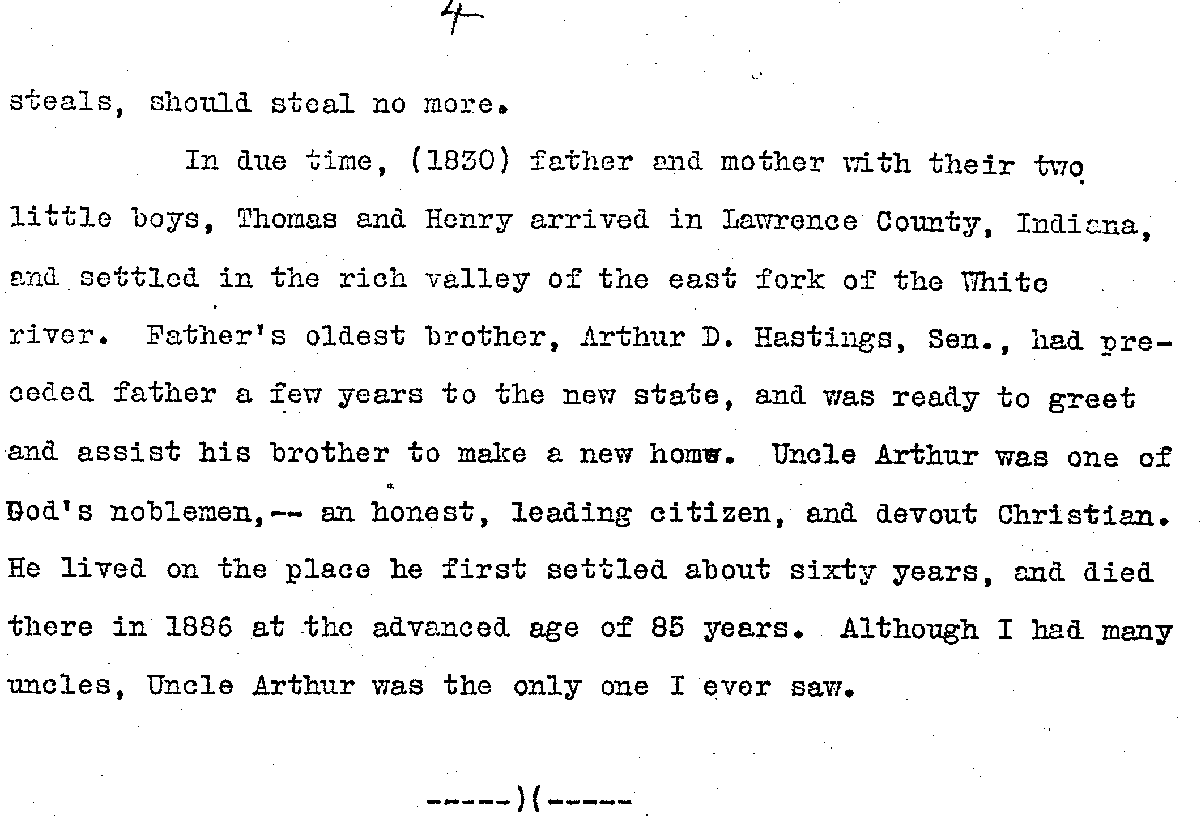 4
steals, should steal no more.
In due time, (1830) father and mother with their two
little boys, Thomas and Henry arrived in Lawrence County, Indiana,
and settled in the rich valley of the east fork of the White
river. Father's oldest brother, Arthur D. Hastings, Sen., had pre-
ceded father a few years to the new state, and was ready to greet
and assist his brother to make a new home. Uncle Arthur was one of
God's noblemen,-- an honest, leading citizen, and devout Christian.
He lived on the place he first settled about sixty years, and died
there in 1886 at the advanced age of 85 years. Although I had many
uncles, Uncle Arthur was the only one I ever saw.
-----)(-----